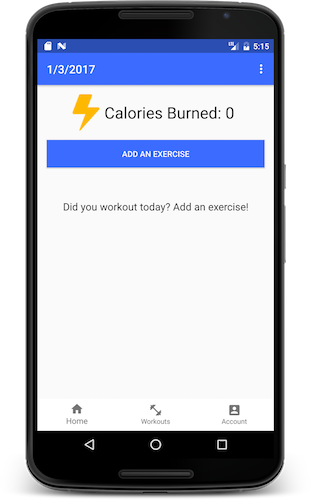 5:15
1/3/2017
Calories Burned: 0
ADD AN EXERCISE
Did you workout today? Add an exercise!
Home Workouts Account